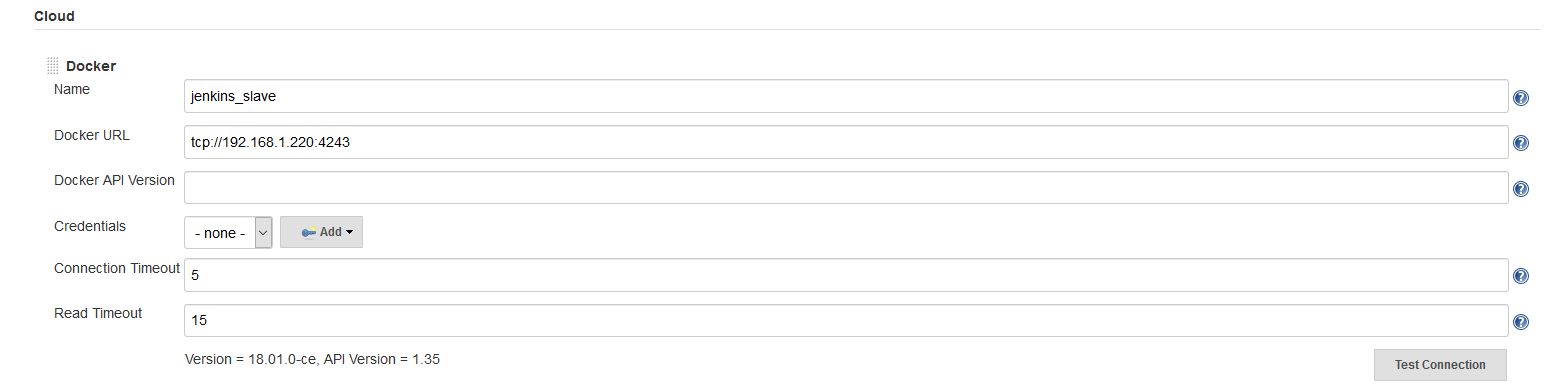 Cloud
Docker
Name
jenkins_slave
Docker URL
tcp://192.168.1.220:4243
Docker API Version
Credentials
- none -
Add
Connection Timeout
5
Read Timeout
15
Version = 18.01.0-ce, API Version = 1.35
Test Connection